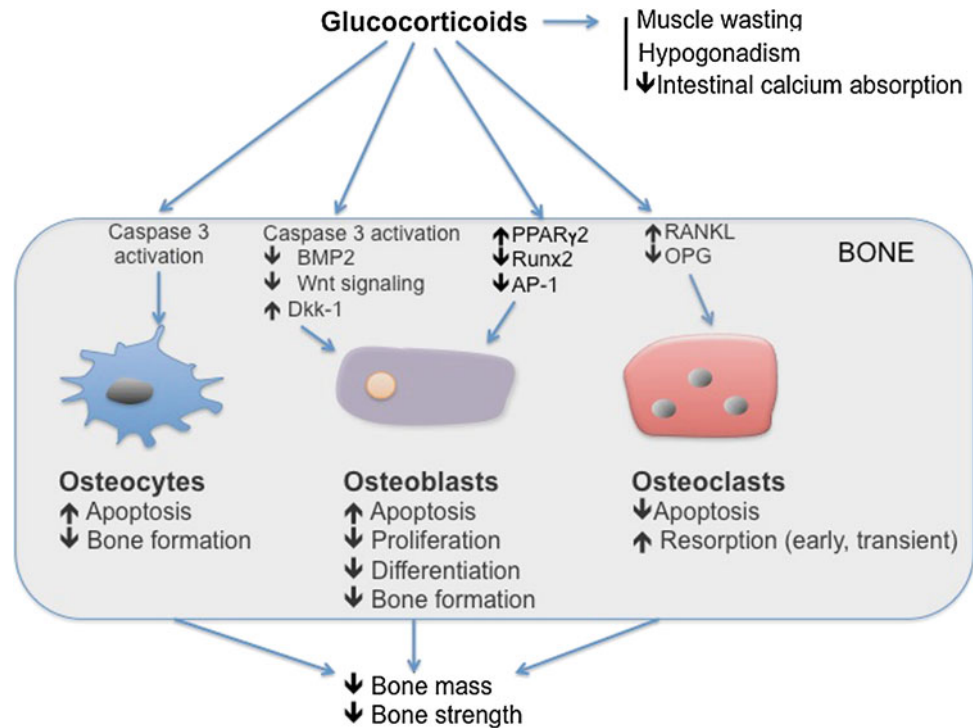 Glucocorticoids
Muscle wasting
Hypogonadism
↓Intestinal calcium absorption
BONE
Caspase 3
activation
Caspase 3 activation
↓ BMP2
↓ Wnt signaling
↑ Dkk-1
↑PPARγ2
↓Runx2
↓AP-1
↑ RANKL
↓ OPG
Osteocytes
↑ Apoptosis
↓ Bone formation
Osteoblasts
↑ Apoptosis
↓ Proliferation
↓ Differentiation
↓ Bone formation
Osteoclasts
↓Apoptosis
↑ Resorption (early, transient)
↓ Bone mass
↓ Bone strength